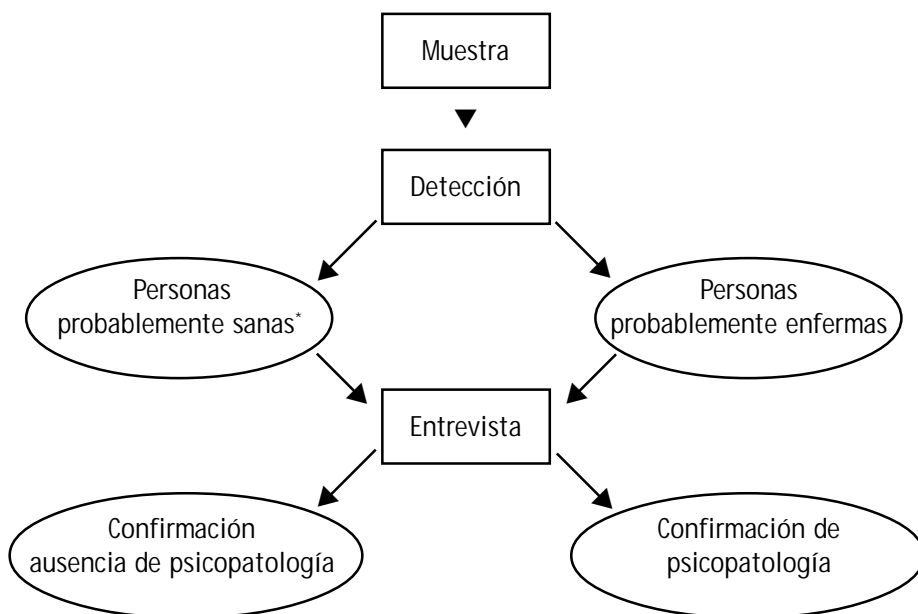 Muestra
Detección
Personas
probablemente sanas*
Personas
probablemente enfermas
Entrevista
Confirmación
ausencia de psicopatología
Confirmación de
psicopatología